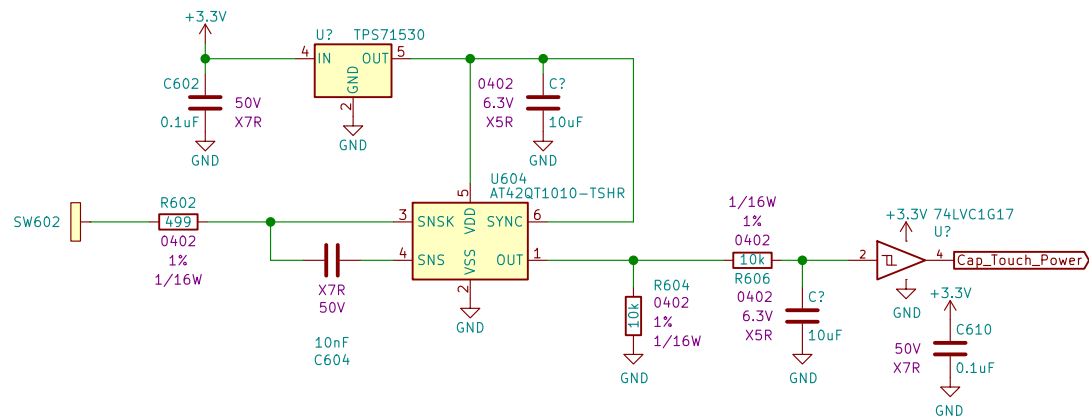 +3.3V
U? TPS71530
4 IN OUT 5
GND
2
GND
C602
50V
0.1uF X7R
GND
0402 C?
6.3V
X5R 10uF
GND
U604
AT42QT1010-TSHR
5
VDD
3 SNSK SYNC 6
4 SNS OUT 1
VSS
2
GND
SW602
R602
499
0402
1%
1/16W
X7R
50V
10nF
C604
R604
10k
0402
1%
1/16W
GND
1/16W
1%
0402
10k
R606
0402 C?
6.3V
X5R 10uF
GND
+3.3V 74LVC1G17
U?
2 4
GND
Cap_Touch_Power
+3.3V
C610
50V
X7R 0.1uF
GND